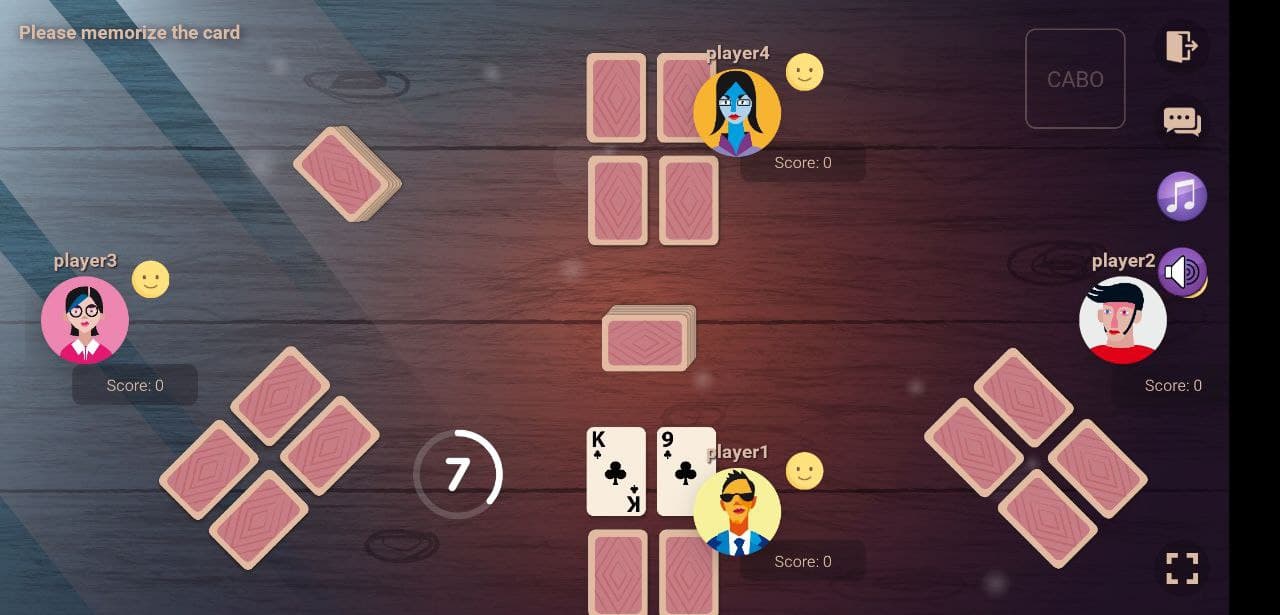 Please memorize the card
player4
CABO
Score: 0
player3
player2
Score: 0
Score: 0
7
K
K
9
player1
Score: 0